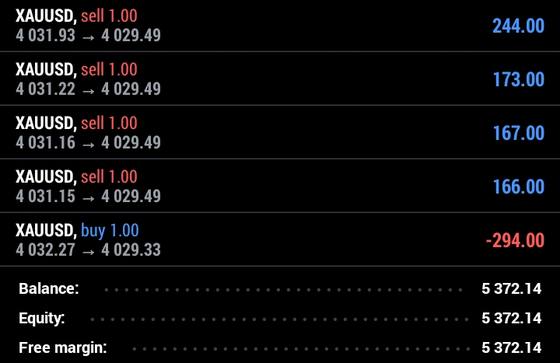 XAUUSD, sell 1.00
4 031.93 → 4 029.49 244.00
XAUUSD, sell 1.00
4 031.22 → 4 029.49 173.00
XAUUSD, sell 1.00
4 031.16 → 4 029.49 167.00
XAUUSD, sell 1.00
4 031.15 → 4 029.49 166.00
XAUUSD, buy 1.00
4 032.27 → 4 029.33 -294.00
Balance: 5 372.14
Equity: 5 372.14
Free margin: 5 372.14